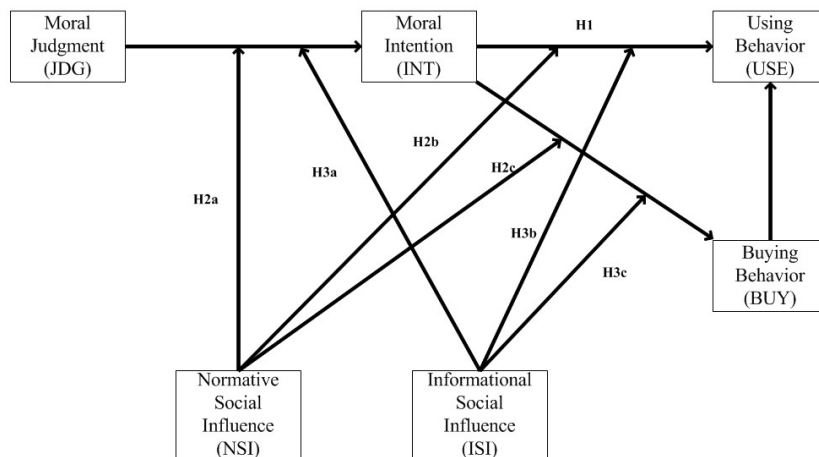 Moral
Judgment
(JDG)
Moral
Intention
(INT)
H1
Using
Behavior
(USE)
H2b
H2c
H3a
H2a
H3b
H3c
Buying
Behavior
(BUY)
Normative
Social
Influence
(NSI)
Informational
Social
Influence
(ISI)